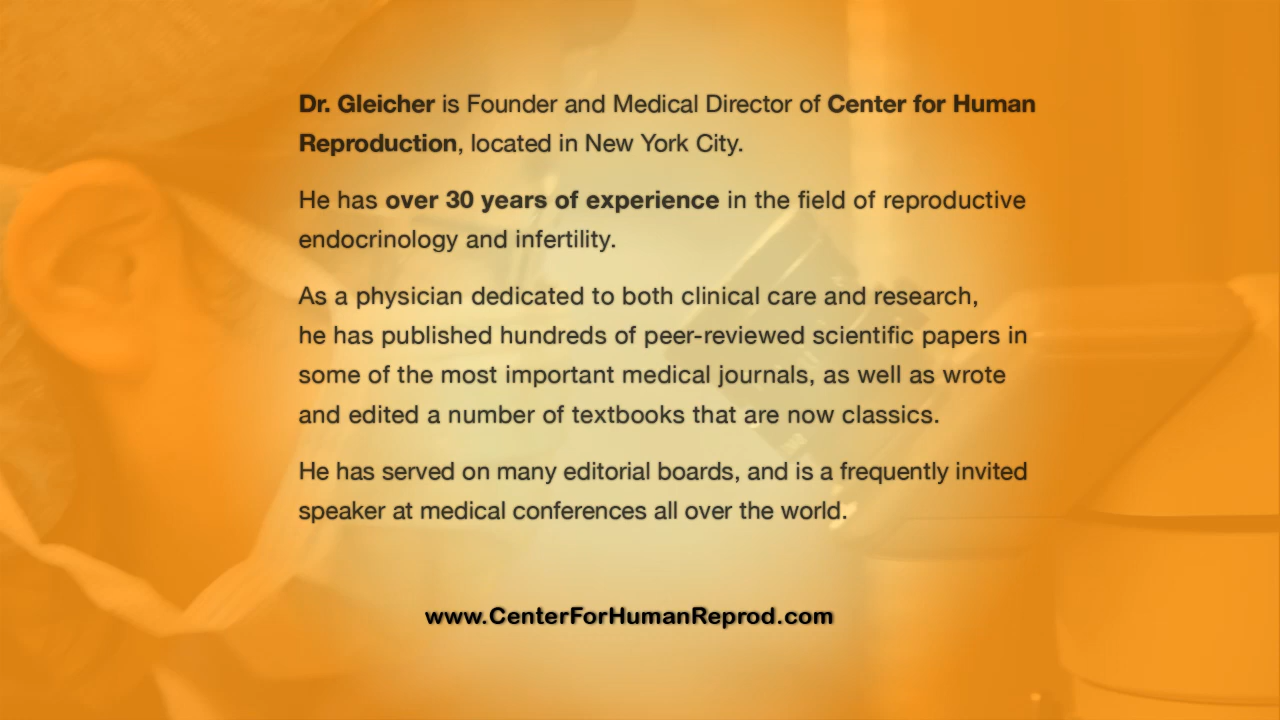 Dr. Gleicher is Founder and Medical Director of Center for Human
Reproduction, located in New York City.
He has over 30 years of experience in the field of reproductive
endocrinology and infertility.
As a physician dedicated to both clinical care and research,
he has published hundreds of peer-reviewed scientific papers in
some of the most important medical journals, as well as wrote
and edited a number of textbooks that are now classics.
He has served on many editorial boards, and is a frequently invited
speaker at medical conferences all over the world.
www.CenterForHumanReprod.com